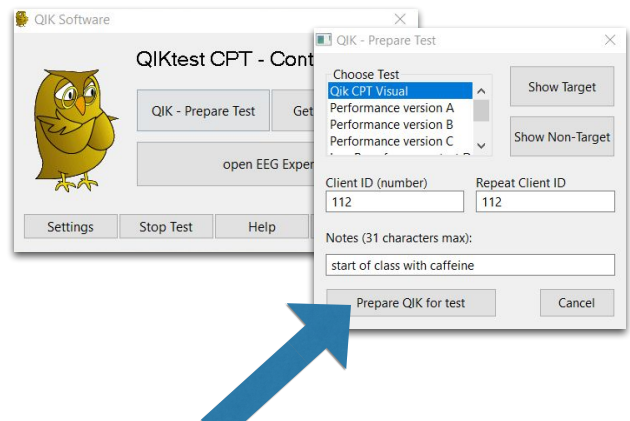 QIK Software
QIKtest CPT - Cont
QIK - Prepare Test
Get
open EEG Exper
Settings
Stop Test
Help
QIK - Prepare Test
Choose Test
Qik CPT Visual
Performance version A
Performance version B
Performance version C
Show Target
Show Non-Target
Client ID (number)
Repeat Client ID
112
112
Notes (31 characters max):
start of class with caffeine
Prepare QIK for test
Cancel